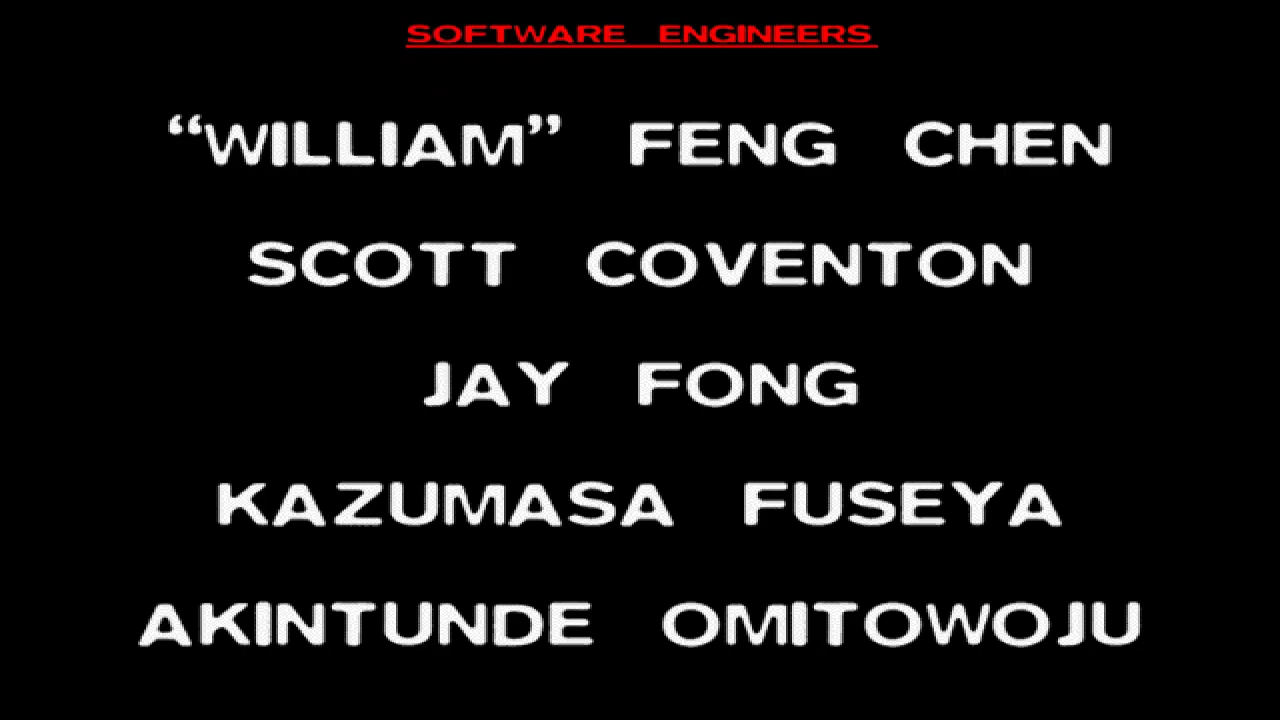 SOFTWARE ENGINEERS
“WILLIAM” FENG CHEN
SCOTT COVENTON
JAY FONG
KAZUMASA FUSEYA
AKINTUNDE OMITOWOJU